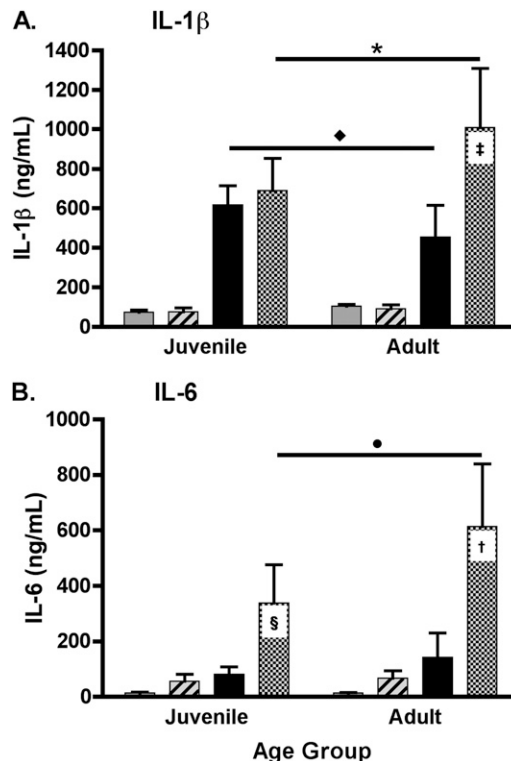 A. IL-1β
*
◆
‡
IL-1β (ng/mL)
1400
1200
1000
800
600
400
200
0
Juvenile Adult
B. IL-6
•
†
§
IL-6 (ng/mL)
1000
800
600
400
200
0
Juvenile Adult
Age Group